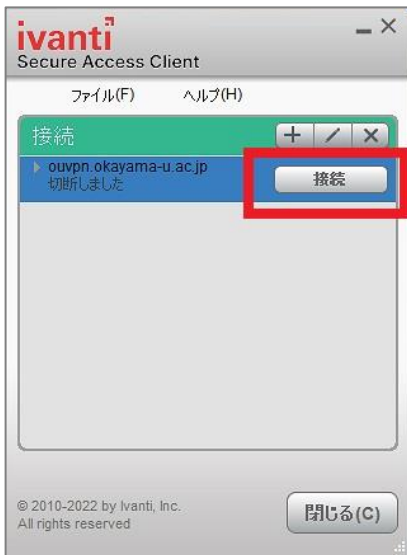 ivanti
Secure Access Client
ファイル(F) ヘルプ(H)
接続
ouvpn.okayama-u.ac.jp
切断しました
接続
© 2010-2022 by Ivanti, Inc.
All rights reserved
閉じる(C)